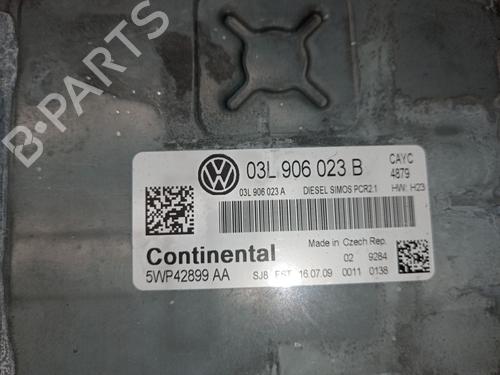 B-PARTS
03L 906 023 B
CAYC
4879
03L 906 023 A
DIESEL SIMOS PCR2.1
HW: H23
Continental
5WP42899 AA
Made in Czech Rep.
02 9284
SJ8 EST 16.07.09 0011 0138